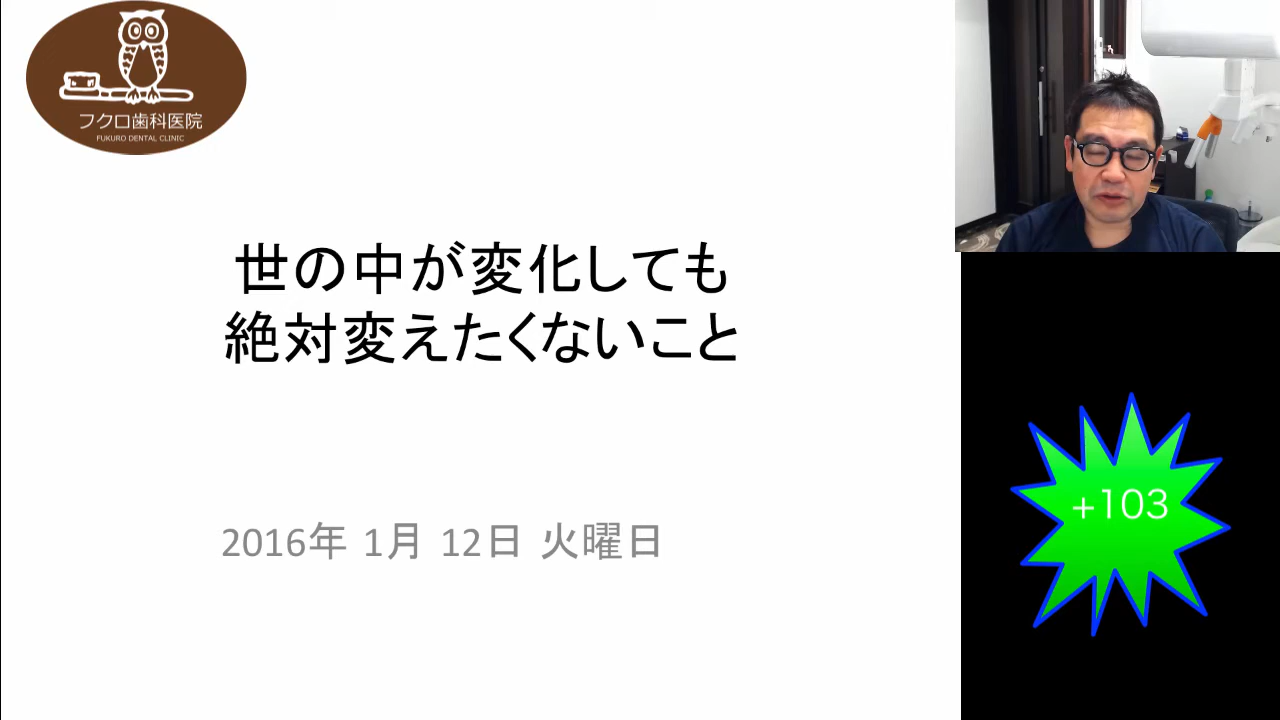 フクロ歯科医院
FUKURO DENTAL CLINIC
世の中が変化しても
絶対変えたくないこと
2016年 1月 12日 火曜日
+103